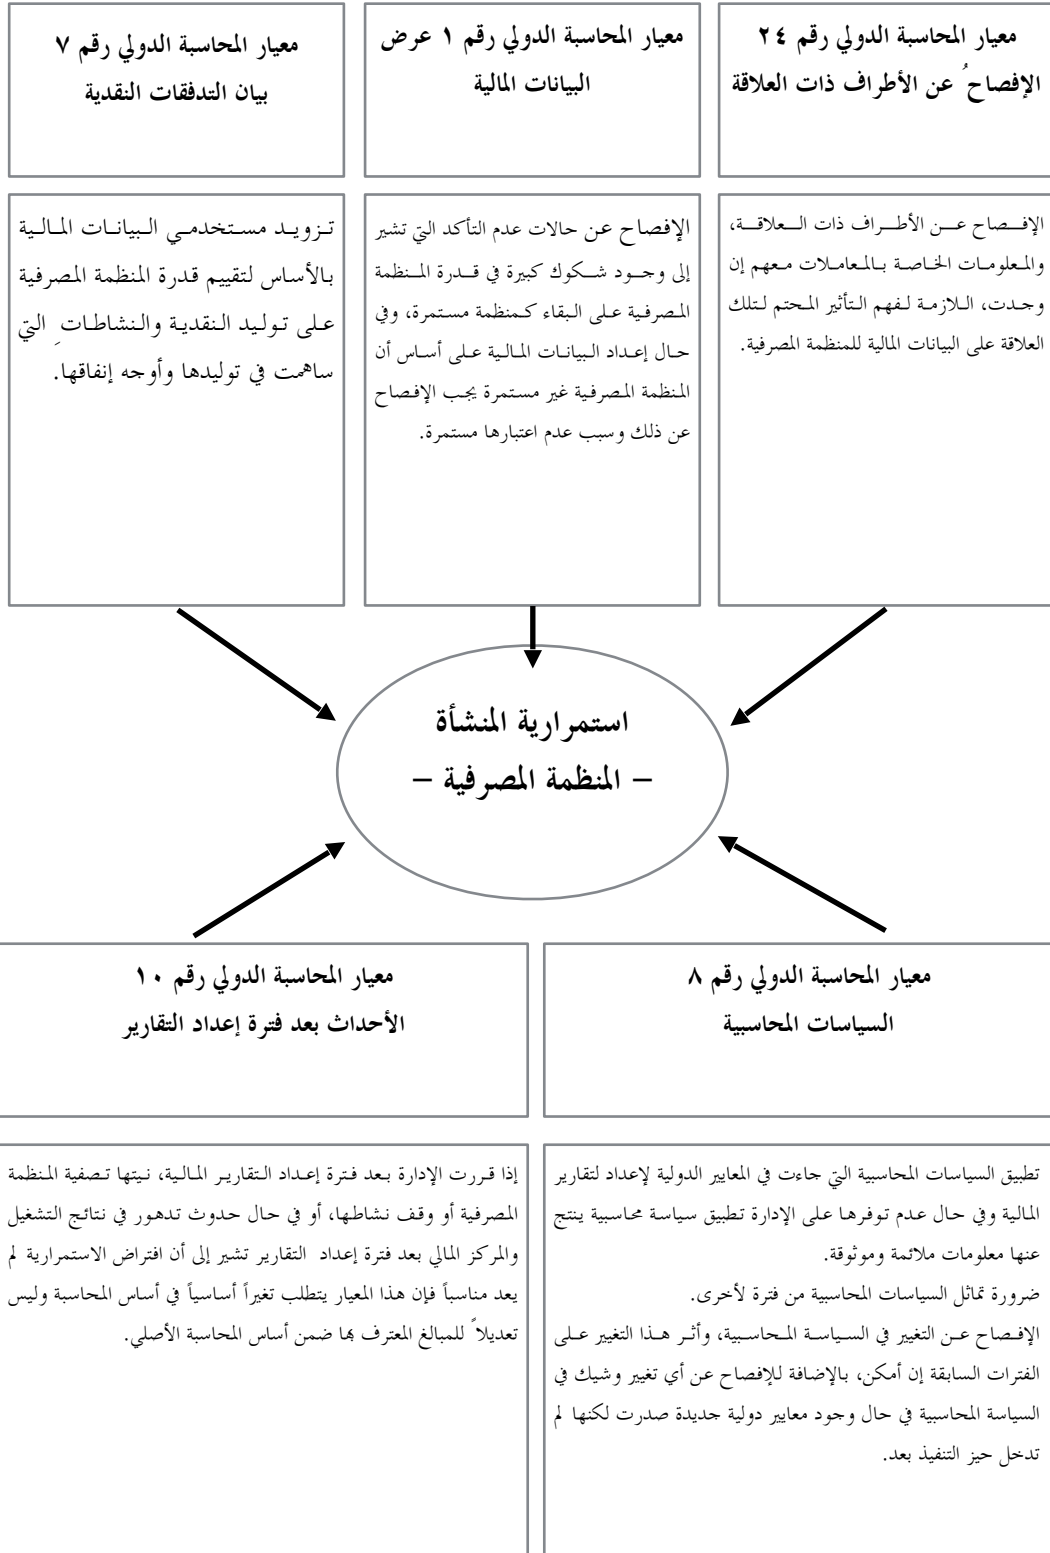 معيار المحاسبة الدولي رقم ٢٤
الإفصاحُ عن الأطراف ذات العلاقة
معيار المحاسبة الدولي رقم ١ عرض
البيانات المالية
معيار المحاسبة الدولي رقم ٧
بيان التدفقات النقدية
الإفصاح عن الأطراف ذات العلاقة،
والمعلومات الخاصة بالمعاملات معهم إن
وجدت، اللازمة لفهم التأثير المحتم لتلك
العلاقة على البيانات المالية للمنظمة المصرفية.
الإفصاح عن حالات عدم التأكد التي تشير
إلى وجود شكوك كبيرة في قدرة المنظمة
المصرفية على البقاء كمنظمة مستمرة، وفي
حال إعداد البيانات المالية على أساس أن
المنظمة المصرفية غير مستمرة يجب الإفصاح
عن ذلك وسبب عدم اعتبارها مستمرة.
تزويد مستخدمي البيانات المالية
بالأساس لتقييم قدرة المنظمة المصرفية
على توليد النقدية والنشاطاتِ التي
ساهمت في توليدها وأوجه إنفاقها.
استمرارية المنشأة
– المنظمة المصرفية –
معيار المحاسبة الدولي رقم ٨
السياسات المحاسبية
معيار المحاسبة الدولي رقم ١٠
الأحداث بعد فترة إعداد التقارير
تطبيق السياسات المحاسبية التي جاءت في المعايير الدولية لإعداد لتقارير
المالية وفي حال عدم توفرها على الإدارة تطبيق سياسة محاسبية ينتج
عنها معلومات ملائمة وموثوقة.
ضرورة تماثل السياسات المحاسبية من فترة لأخرى.
الإفصاح عن التغيير في السياسة المحاسبية، وأثر هذا التغيير على
الفترات السابقة إن أمكن، بالإضافة للإفصاح عن أي تغيير وشيك في
السياسة المحاسبية في حال وجود معايير دولية جديدة صدرت لكنها لم
تدخل حيز التنفيذ بعد.
إذا قررت الإدارة بعد فترة إعداد التقارير المالية، نيتها تصفية المنظمة
المصرفية أو وقف نشاطها، أو في حال حدوث تدهور في نتائج التشغيل
والمركز المالي بعد فترة إعداد التقارير تشير إلى أن افتراض الاستمرارية لم
يعد مناسباً فإن هذا المعيار يتطلب تغيراً أساسياً في أساس المحاسبة وليس
تعديلاً للمبالغ المعترف بها ضمن أساس المحاسبة الأصلي.